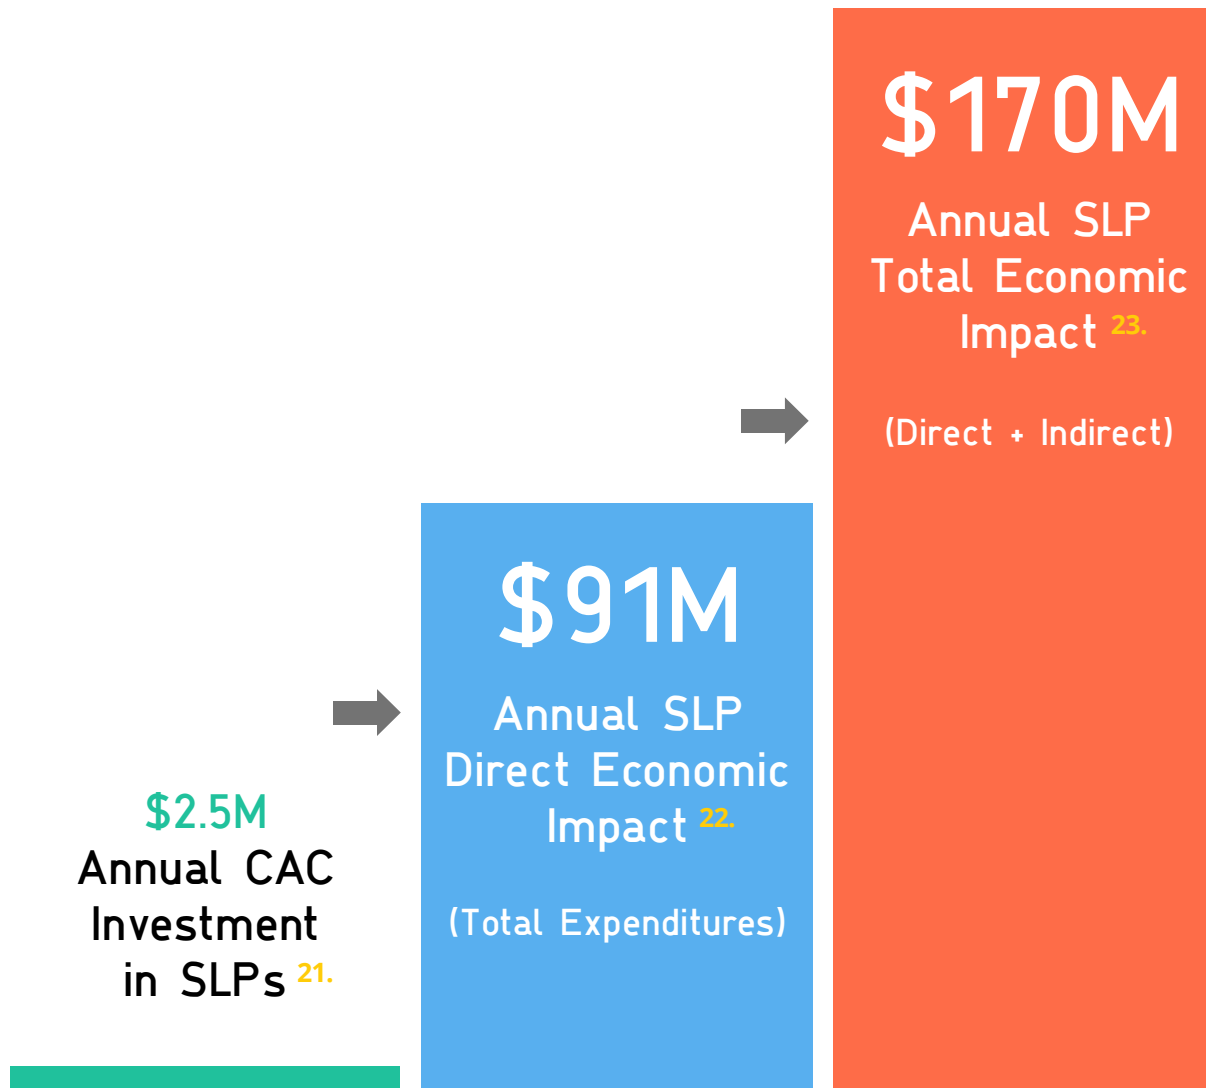 $2.5M
Annual CAC
Investment
in SLPs 21.
$91M
Annual SLP
Direct Economic
Impact 22.
(Total Expenditures)
$170M
Annual SLP
Total Economic
Impact 23.
(Direct + Indirect)